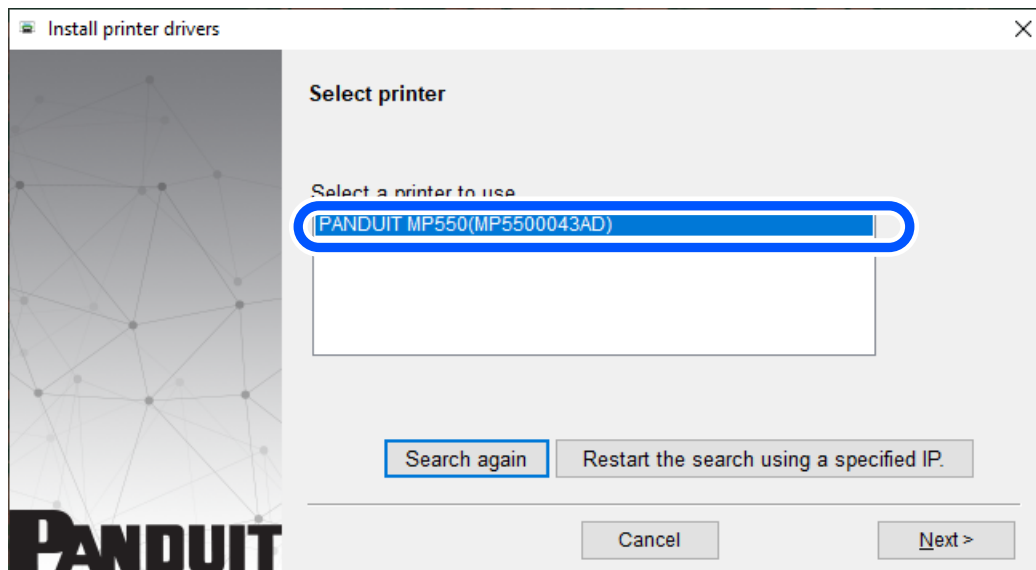 Install printer drivers
Select printer
Select a printer to use
PANDUIT MP550(MP5500043AD)
Search again
Restart the search using a specified IP.
Cancel
Next >
PANDUIT